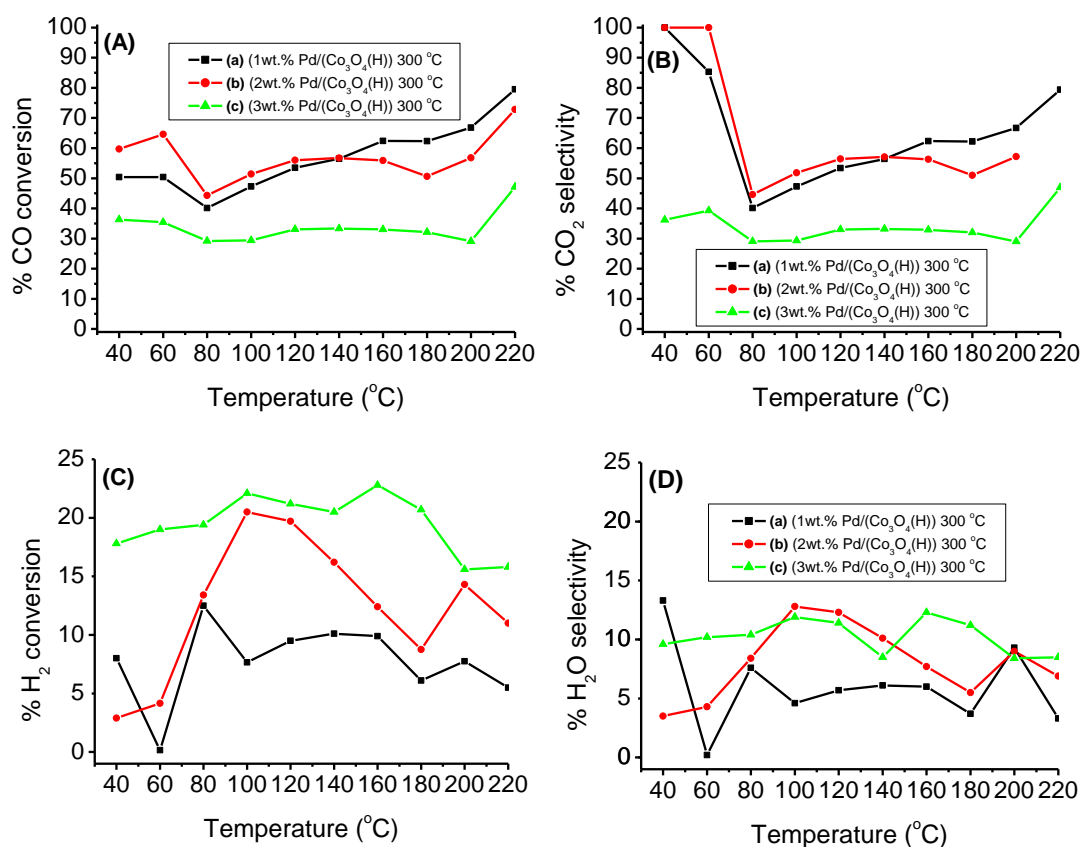 (A)
(a) (1wt.% Pd/(Co₃O₄(H)) 300 °C
(b) (2wt.% Pd/(Co₃O₄(H)) 300 °C
(c) (3wt.% Pd/(Co₃O₄(H)) 300 °C
% CO conversion
100
90
80
70
60
50
40
30
20
10
0
40 60 80 100 120 140 160 180 200 220
Temperature (°C)
(B)
(a) (1wt.% Pd/(Co₃O₄(H)) 300 °C
(b) (2wt.% Pd/(Co₃O₄(H)) 300 °C
(c) (3wt.% Pd/(Co₃O₄(H)) 300 °C
% CO₂ selectivity
100
90
80
70
60
50
40
30
20
10
0
40 60 80 100 120 140 160 180 200 220
Temperature (°C)
(C)
% H₂ conversion
25
20
15
10
5
0
40 60 80 100 120 140 160 180 200 220
Temperature (°C)
(D)
(a) (1wt.% Pd/(Co₃O₄(H)) 300 °C
(b) (2wt.% Pd/(Co₃O₄(H)) 300 °C
(c) (3wt.% Pd/(Co₃O₄(H)) 300 °C
% H₂O selectivity
25
20
15
10
5
0
40 60 80 100 120 140 160 180 200 220
Temperature (°C)